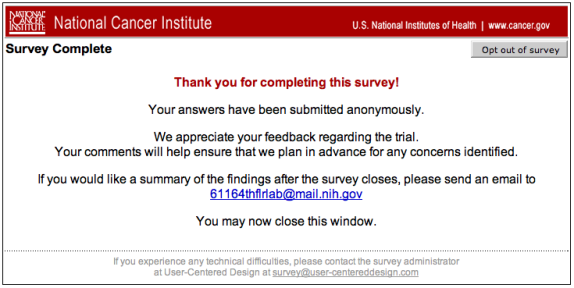 NATIONAL CANCER INSTITUTE National Cancer Institute U.S. National Institutes of Health | www.cancer.gov
Survey Complete Opt out of survey
Thank you for completing this survey!
Your answers have been submitted anonymously.
We appreciate your feedback regarding the trial.
Your comments will help ensure that we plan in advance for any concerns identified.
If you would like a summary of the findings after the survey closes, please send an email to
61164thflrlab@mail.nih.gov
You may now close this window.
If you experience any technical difficulties, please contact the survey administrator
at User-Centered Design at survey@user-centereddesign.com